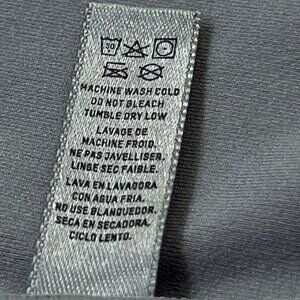 30
MACHINE WASH COLD
DO NOT BLEACH
TUMBLE DRY LOW
LAVAGE DE
MACHINE FROID.
NE PAS JAVELLISER.
LINGE SEC FAIBLE.
LAVA EN LAVADORA
CON AGUA FRIA.
NO USE BLANQUEDOR.
SECA EN SECADORA,
CICLO LENTO.